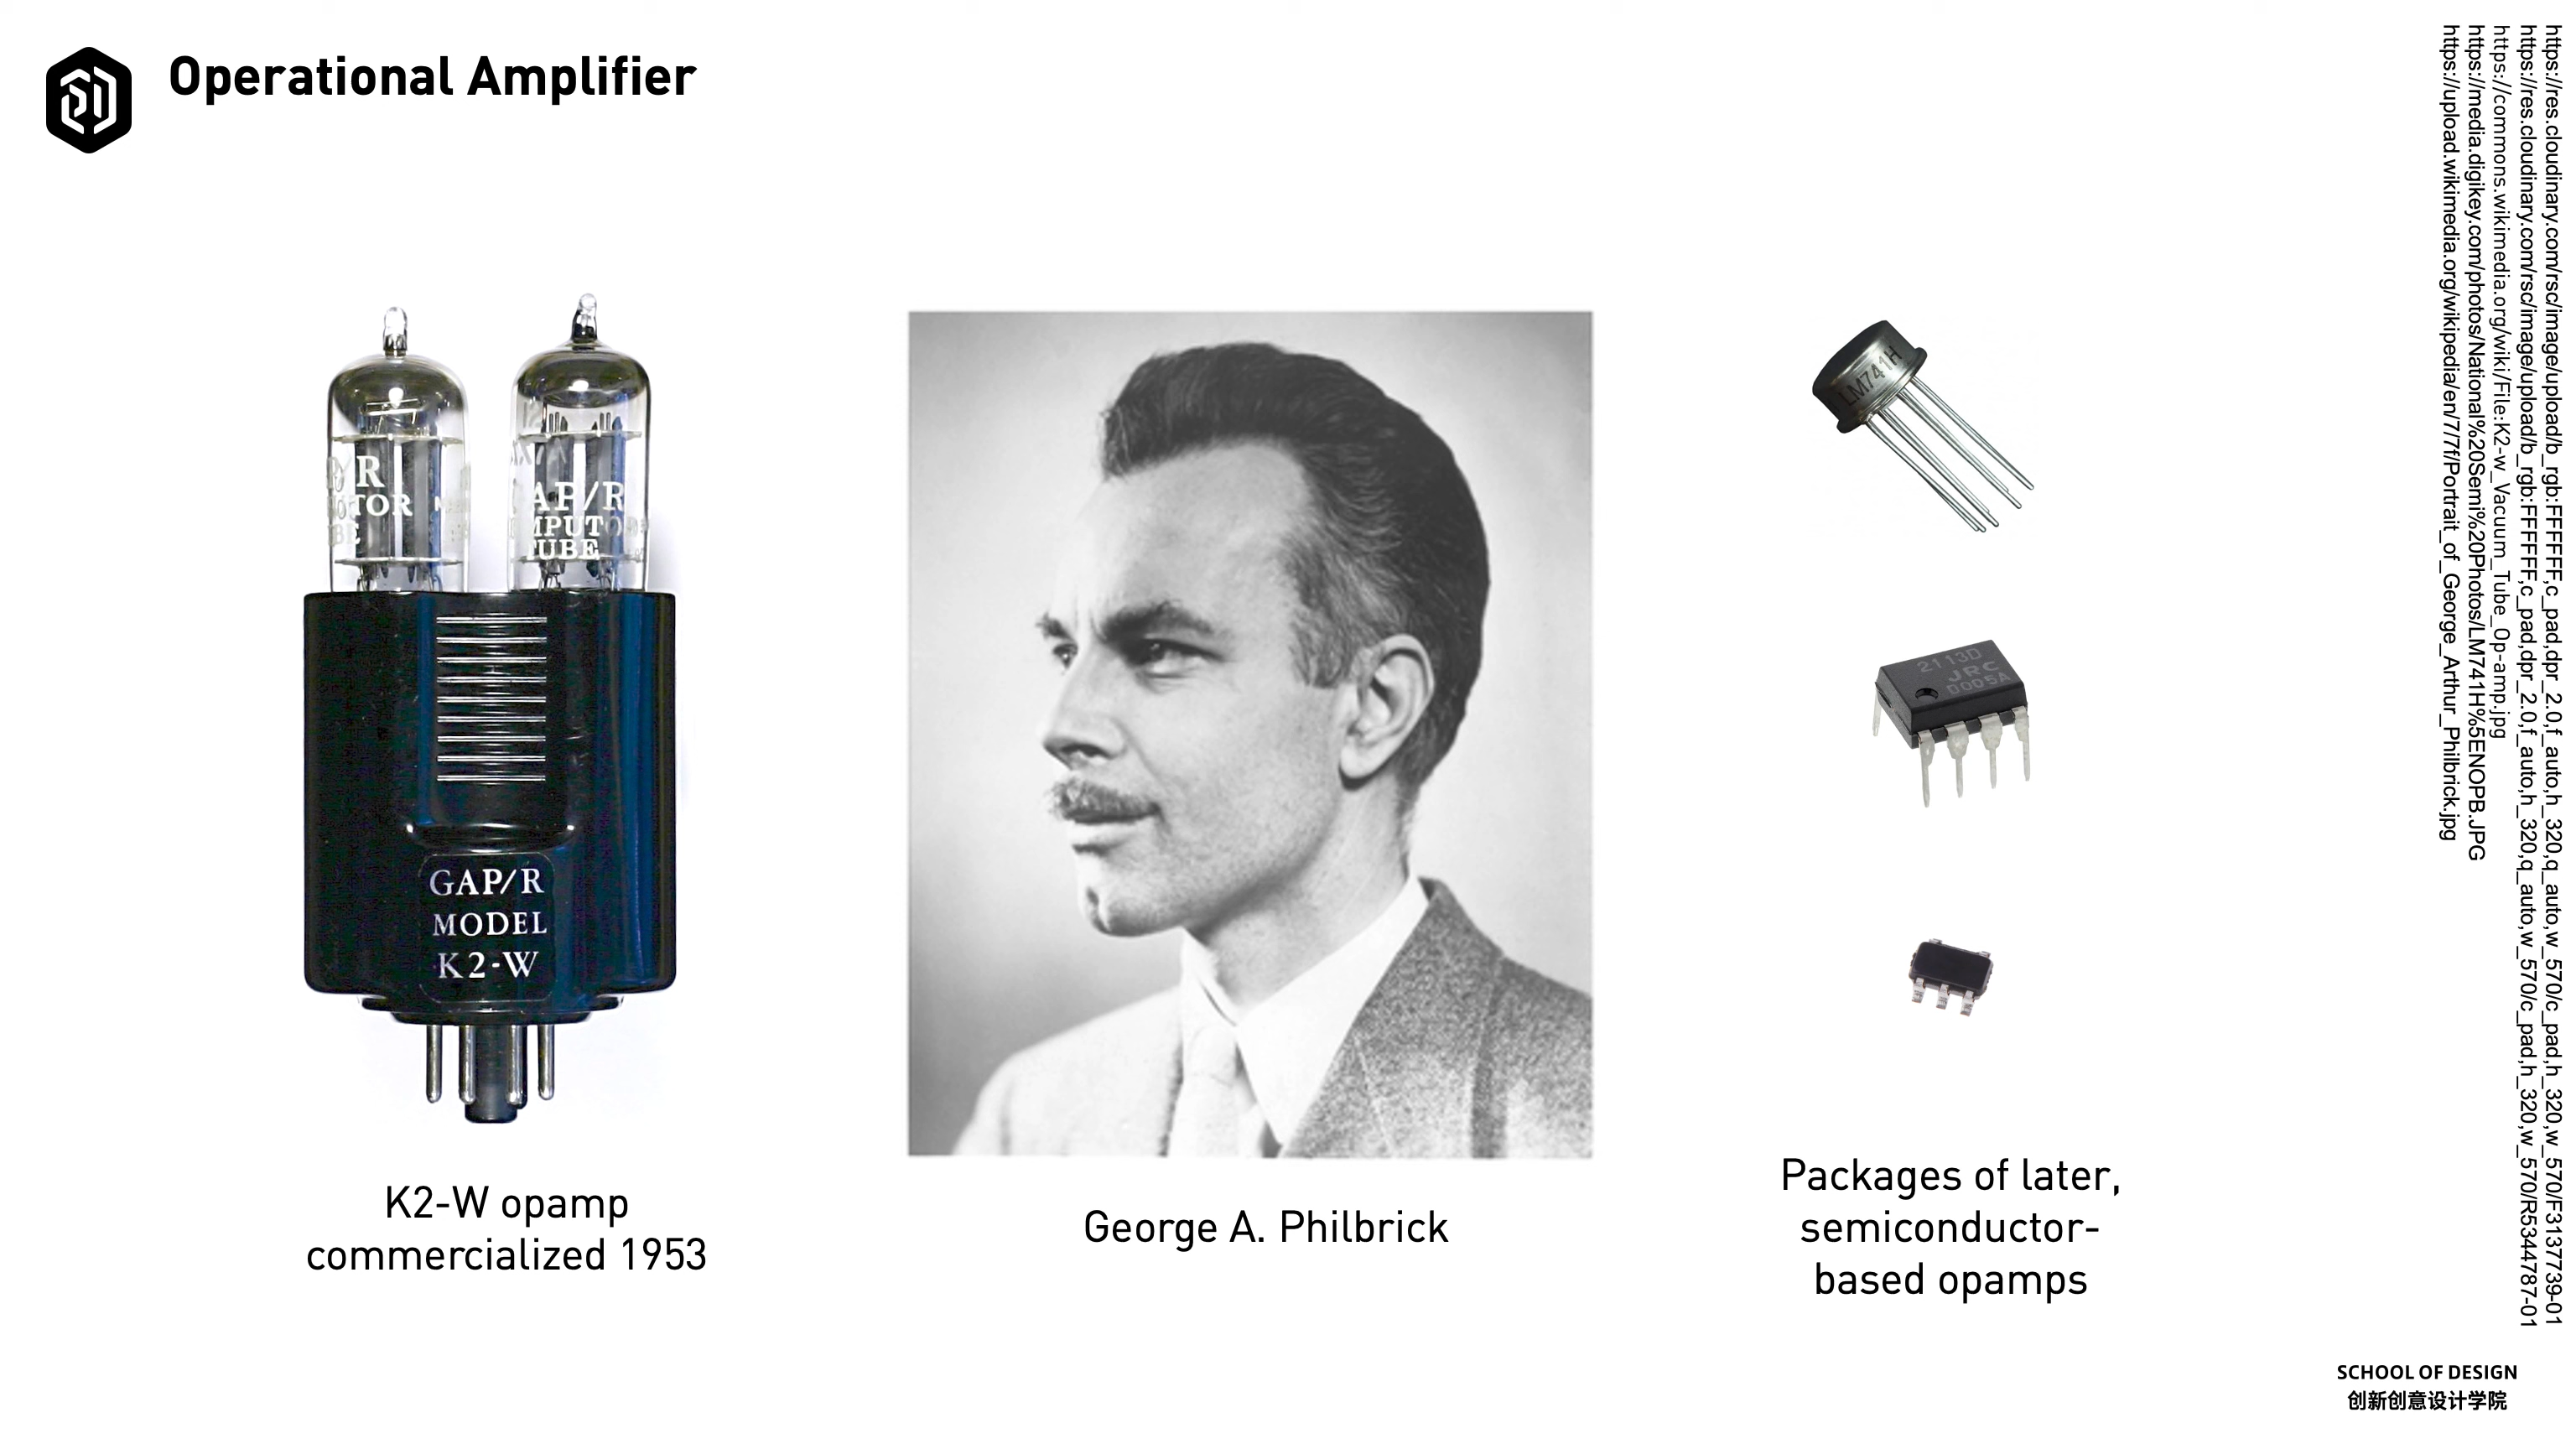 Operational Amplifier
GAP/R
MODEL
K2-W
K2-W opamp
commercialized 1953
George A. Philbrick
LM741H
2113D
JRC
D005A
Packages of later,
semiconductor-
based opamps
https://res.cloudinary.com/rsc/image/upload/b_rgb:FFFFFF,c_pad,dpr_2.0,f_auto,h_320,q_auto,w_570/c_pad,h_320,w_570/F3137739-01
https://res.cloudinary.com/rsc/image/upload/b_rgb:FFFFFF,c_pad,dpr_2.0,f_auto,h_320,q_auto,w_570/c_pad,h_320,w_570/R5344787-01
https://commons.wikimedia.org/wiki/File:K2-w_Vacuum_Tube_Op-amp.jpg
https://media.digikey.com/photos/National%20Semi%20Photos/LM741H%5ENOPB.JPG
https://upload.wikimedia.org/wikipedia/en/7/7f/Portrait_of_George_Arthur_Philbrick.jpg
SCHOOL OF DESIGN
创新创意设计学院